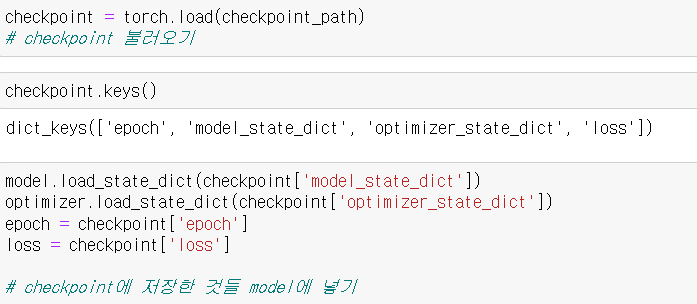 checkpoint = torch.load(checkpoint_path)
# checkpoint 불러오기
checkpoint.keys()
dict_keys(['epoch', 'model_state_dict', 'optimizer_state_dict', 'loss'])
model.load_state_dict(checkpoint['model_state_dict'])
optimizer.load_state_dict(checkpoint['optimizer_state_dict'])
epoch = checkpoint['epoch']
loss = checkpoint['loss']
# checkpoint에 저장한 것들 model에 넣기